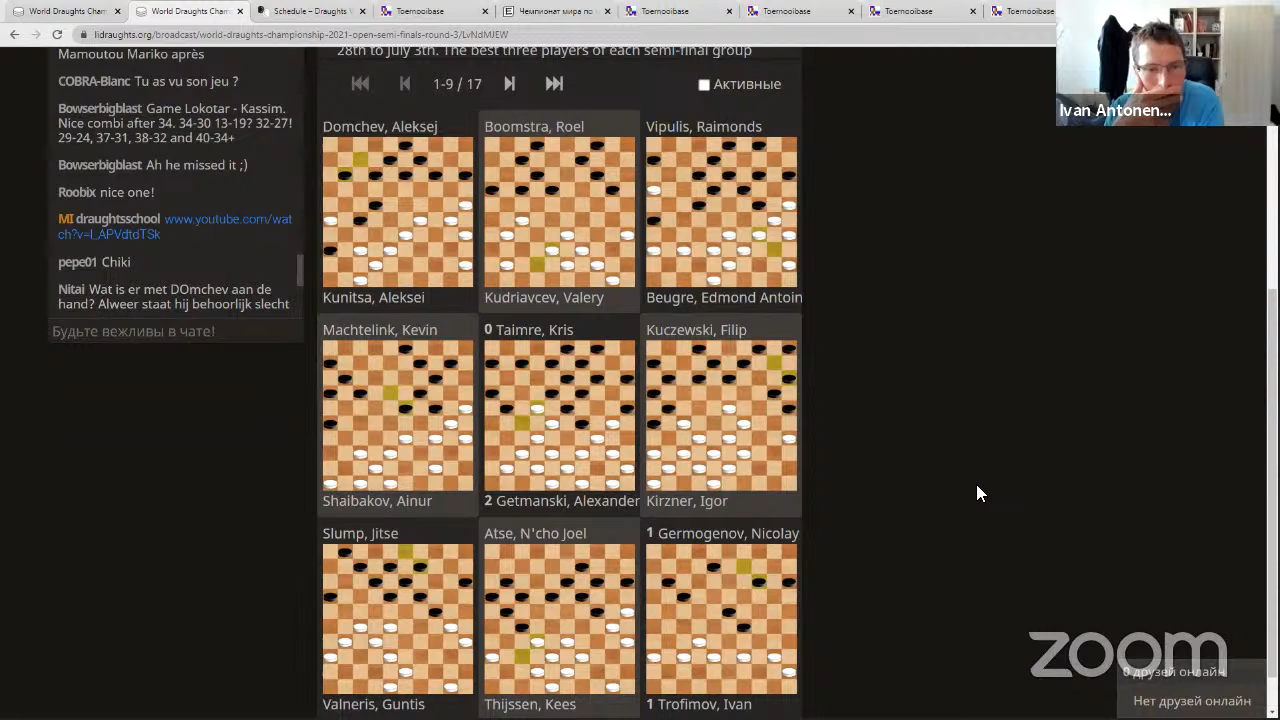 World Draughts Cham
World Draughts Cham
Schedule – Draughts
Toernooibase
Чемпионат мира по
Toernooibase
Toernooibase
Toernooibase
Toernooibase
lidraughts.org/broadcast/world-draughts-championship-2021-open-semi-finals-round-3/
Mamoutou Mariko après
COBRA-Blanc Tu as vu son jeu ?
Bowserbigblast Game Lokotar - Kassim.
Nice combi after 34. 34-30 13-19? 32-27!
29-24, 37-31, 38-32 and 40-34+
Bowserbigblast Ah he missed it ;)
Roobix nice one!
MI draughtsschool www.youtube.com/wat
pepe01 Chiki
Nitai Wat is er met DOmchev aan de
hand? Alweer staat hij behoorlijk slecht
Будьте вежливы в чате!
28th to July 3th. The best three players of each semi-final group
1-9 / 17
Активные
Domchev, Aleksej
Boomstra, Roel
Vipulis, Raimonds
Kunitsa, Aleksei
Kudriavcev, Valery
Beugre, Edmond Antoin
Machtelink, Kevin
0 Taimre, Kris
Kuczewski, Filip
Shaibakov, Ainur
2 Getmanski, Alexander
Kirzner, Igor
Slump, Jitse
Atse, N'cho Joel
1 Germogenov, Nicolay
Valneris, Guntis
Thijssen, Kees
1 Trofimov, Ivan
Ivan Antonen...
zoom
0 друзей онлайн
Нет друзей онлайн